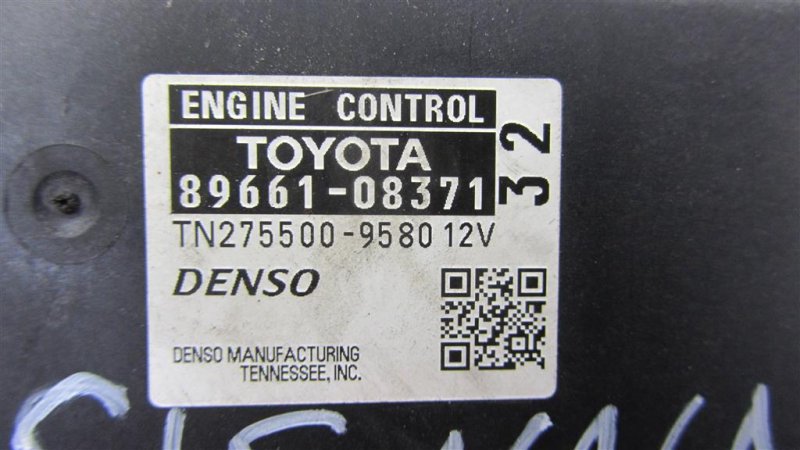 ENGINE CONTROL
TOYOTA
89661-08371
32
TN275500-9580 12V
DENSO
DENSO MANUFACTURING
TENNESSEE, INC.